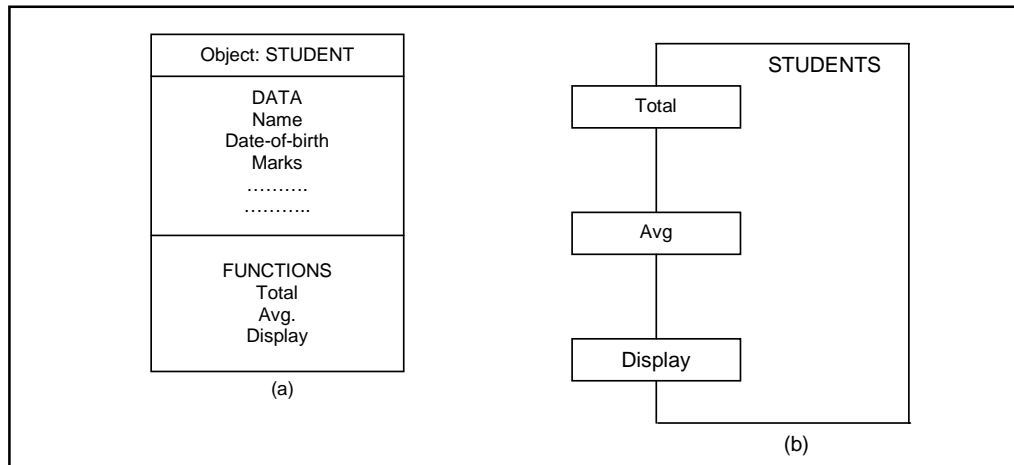 Object: STUDENT
DATA
Name
Date-of-birth
Marks
……….
………..
FUNCTIONS
Total
Avg.
Display
(a)
STUDENTS
Total
Avg
Display
(b)